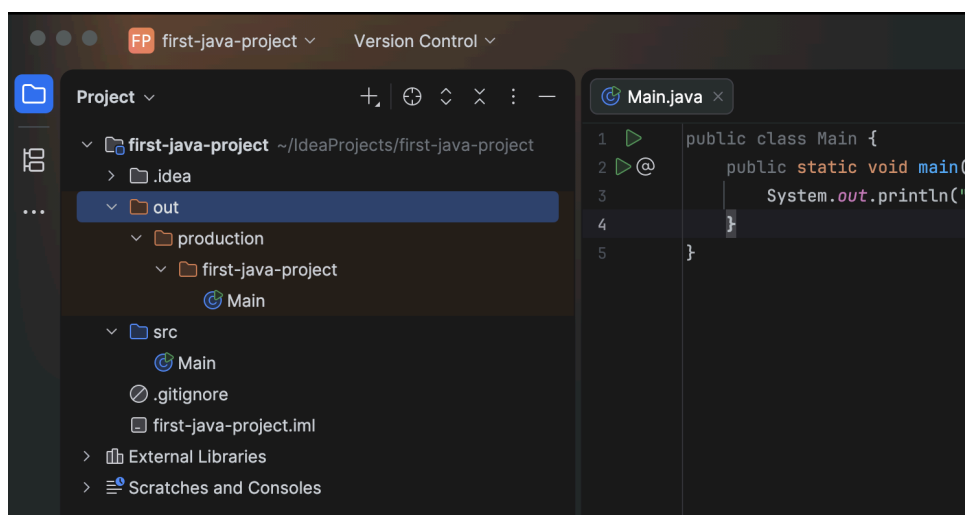 FP first-java-project Version Control
Project
Main.java
first-java-project ~/IdeaProjects/first-java-project
.idea
out
production
first-java-project
Main
src
Main
.gitignore
first-java-project.iml
External Libraries
Scratches and Consoles
1 public class Main {
2 @ public static void main(
3 System.out.println("
4 }
5 }